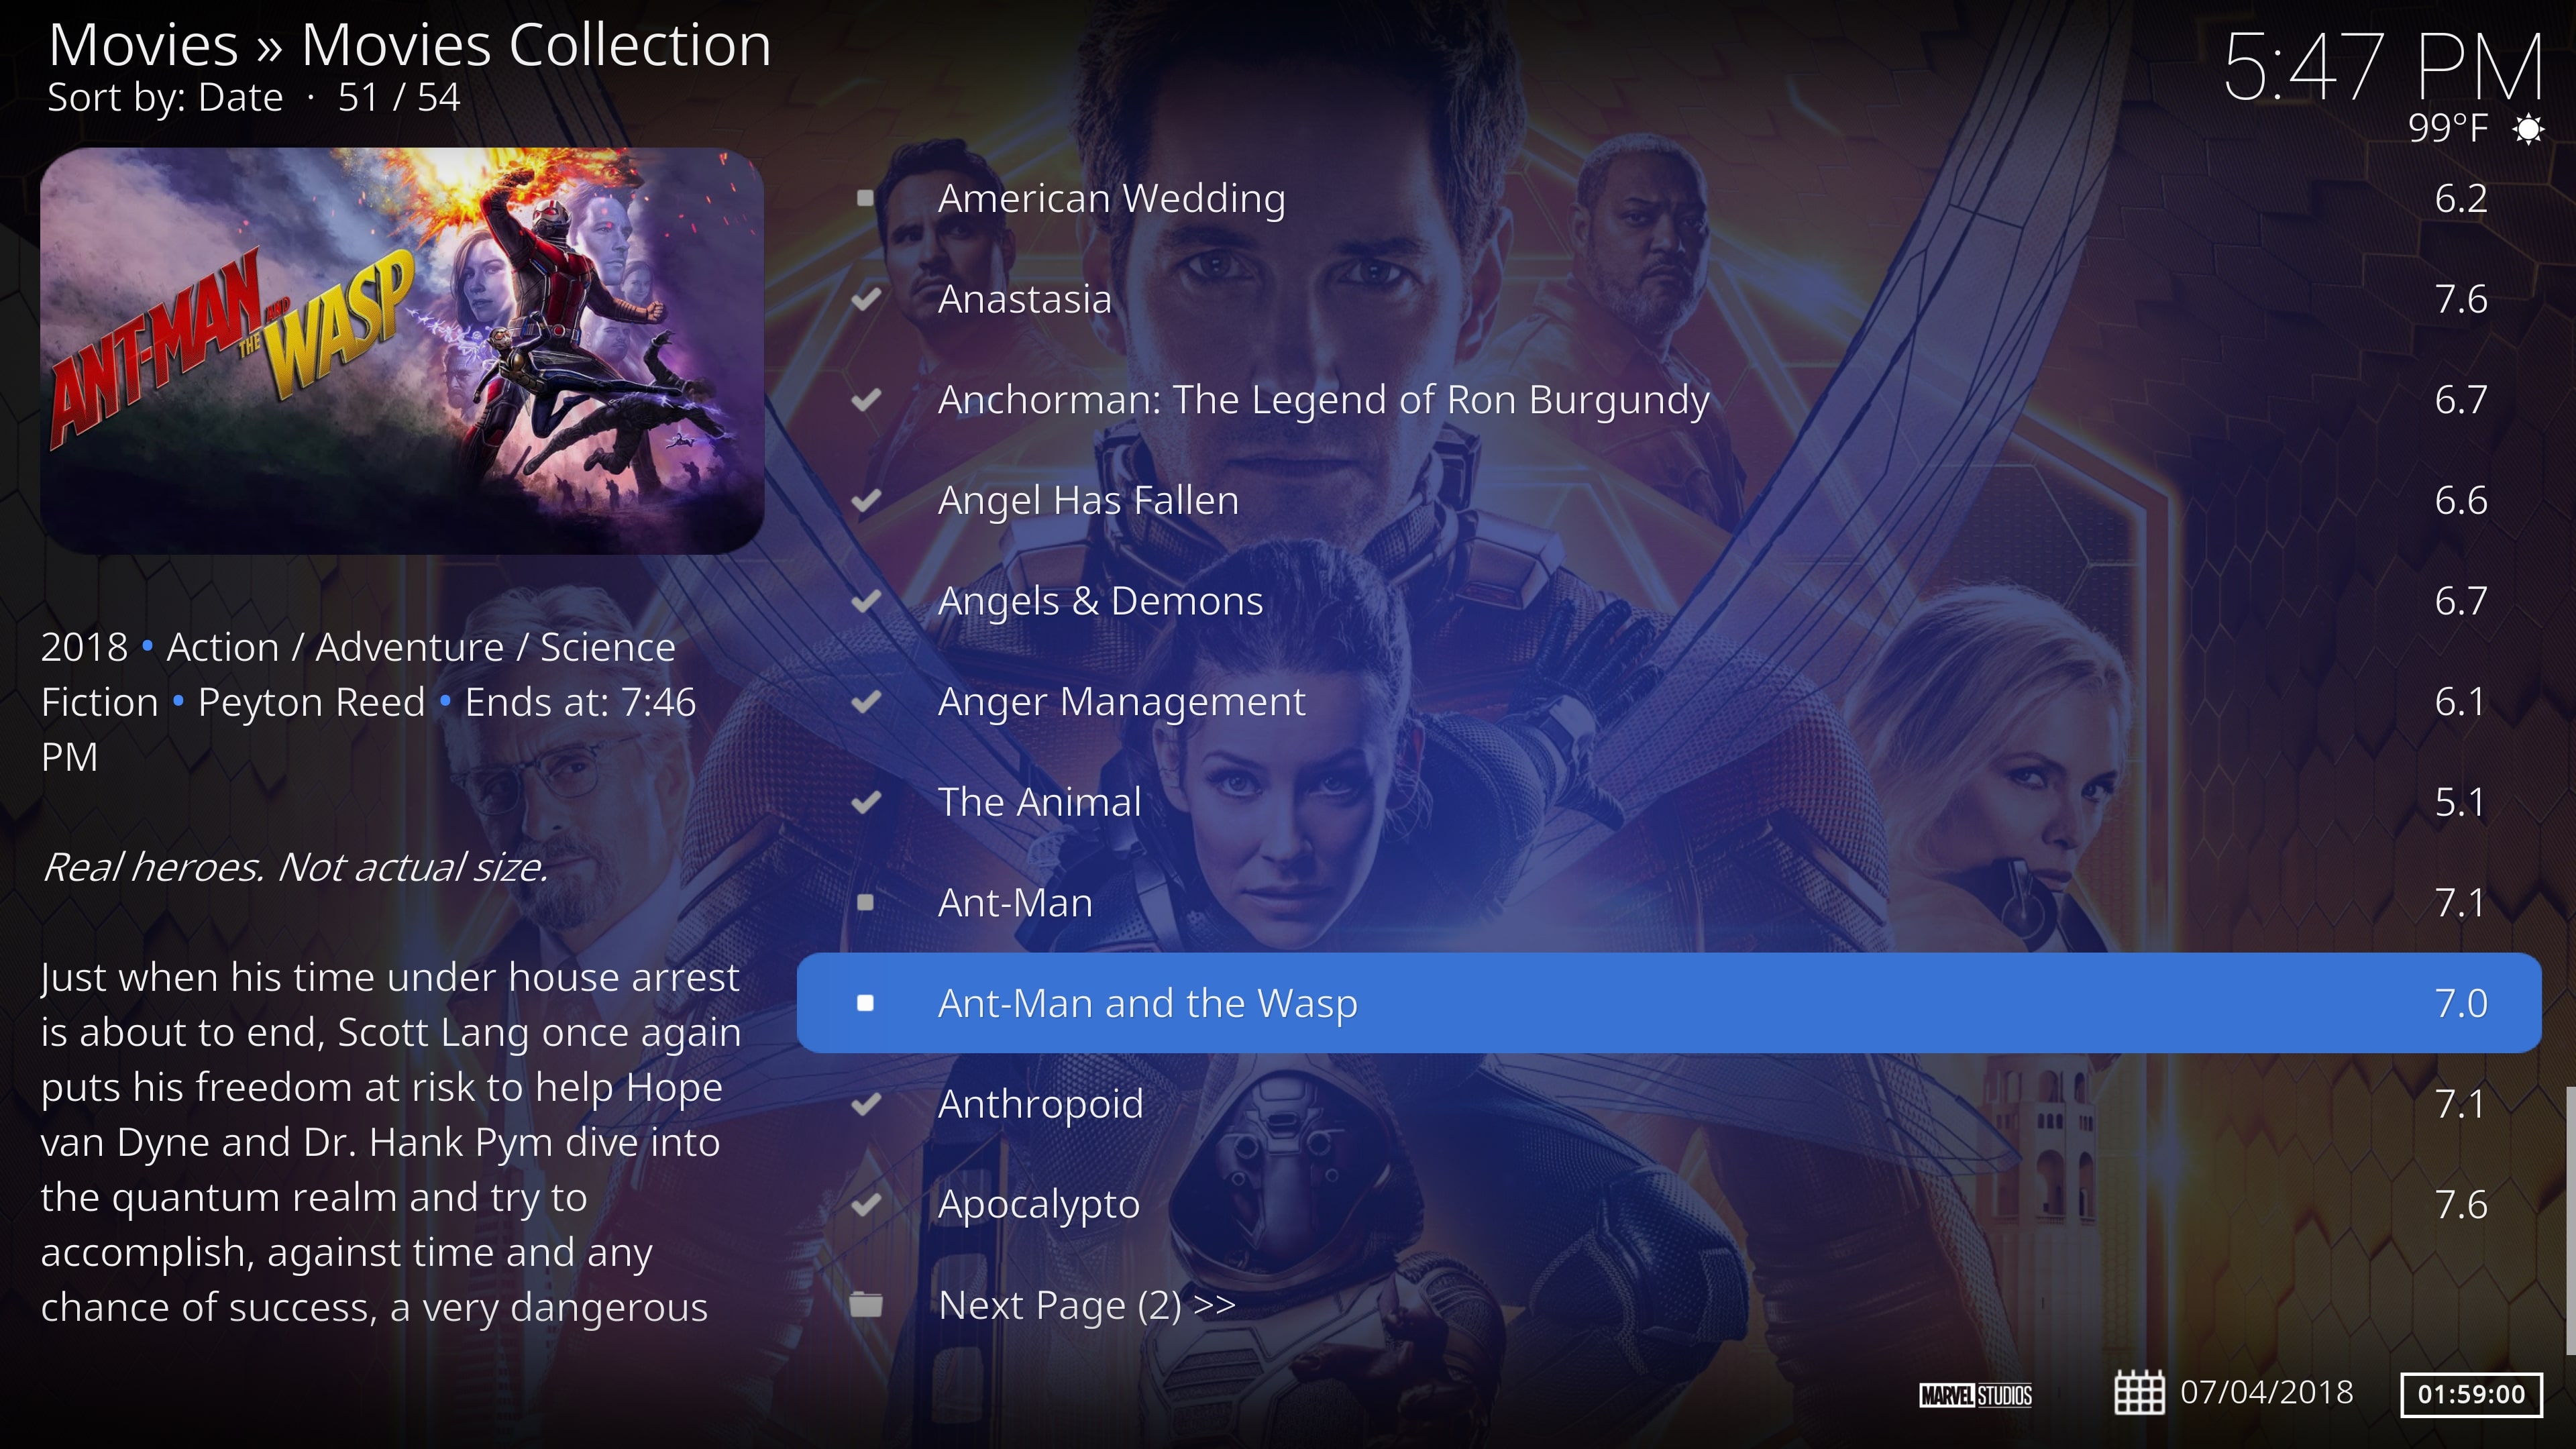 Movies » Movies Collection
Sort by: Date · 51 / 54
5:47 PM
99°F
ANT-MAN
AND
THE
WASP
2018 • Action / Adventure / Science
Fiction • Peyton Reed • Ends at: 7:46
PM
Real heroes. Not actual size.
Just when his time under house arrest
is about to end, Scott Lang once again
puts his freedom at risk to help Hope
van Dyne and Dr. Hank Pym dive into
the quantum realm and try to
accomplish, against time and any
chance of success, a very dangerous
American Wedding 6.2
Anastasia 7.6
Anchorman: The Legend of Ron Burgundy 6.7
Angel Has Fallen 6.6
Angels & Demons 6.7
Anger Management 6.1
The Animal 5.1
Ant-Man 7.1
Ant-Man and the Wasp 7.0
Anthropoid 7.1
Apocalypto 7.6
Next Page (2) >>
MARVEL STUDIOS 07/04/2018 01:59:00